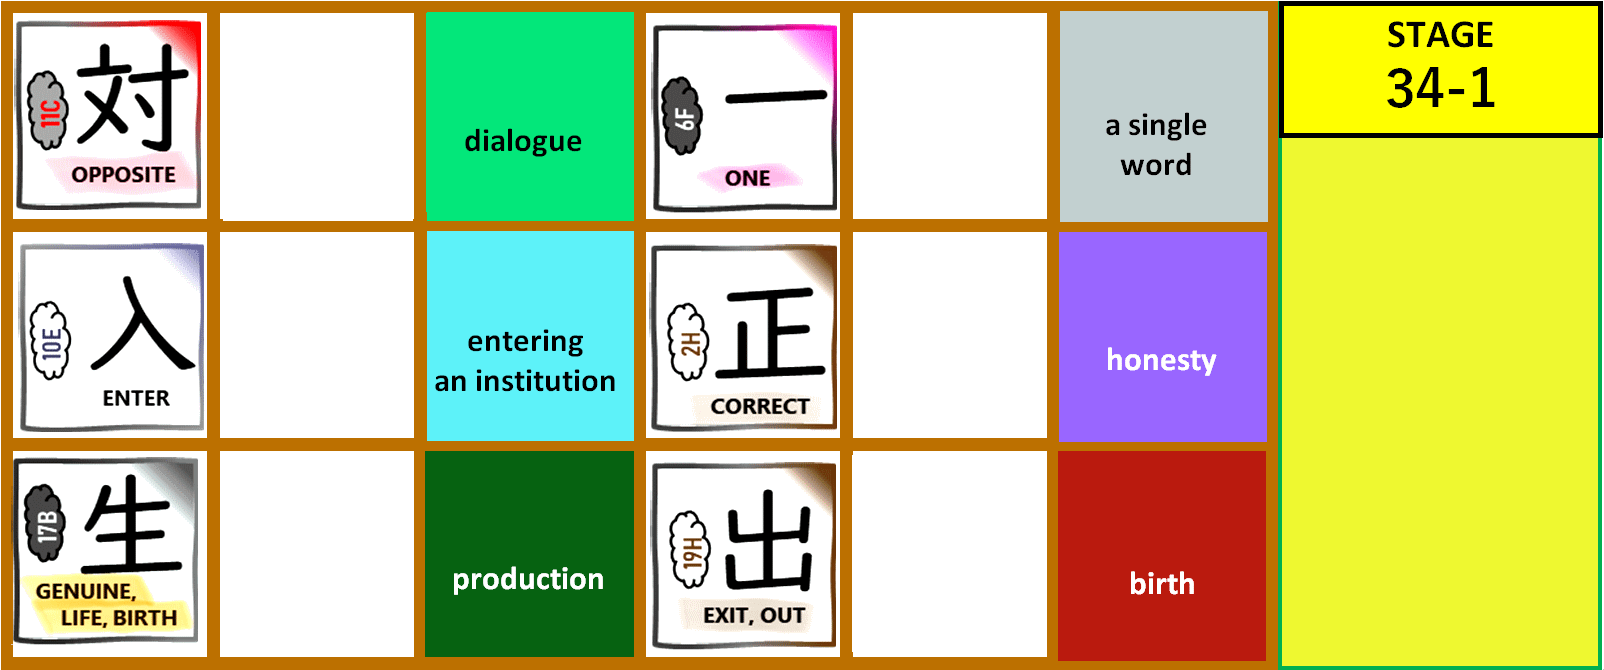 対
11C
OPPOSITE
dialogue
一
6F
ONE
a single
word
STAGE
34-1
入
10E
ENTER
entering
an institution
正
2H
CORRECT
honesty
生
17B
GENUINE,
LIFE, BIRTH
production
出
19H
EXIT, OUT
birth